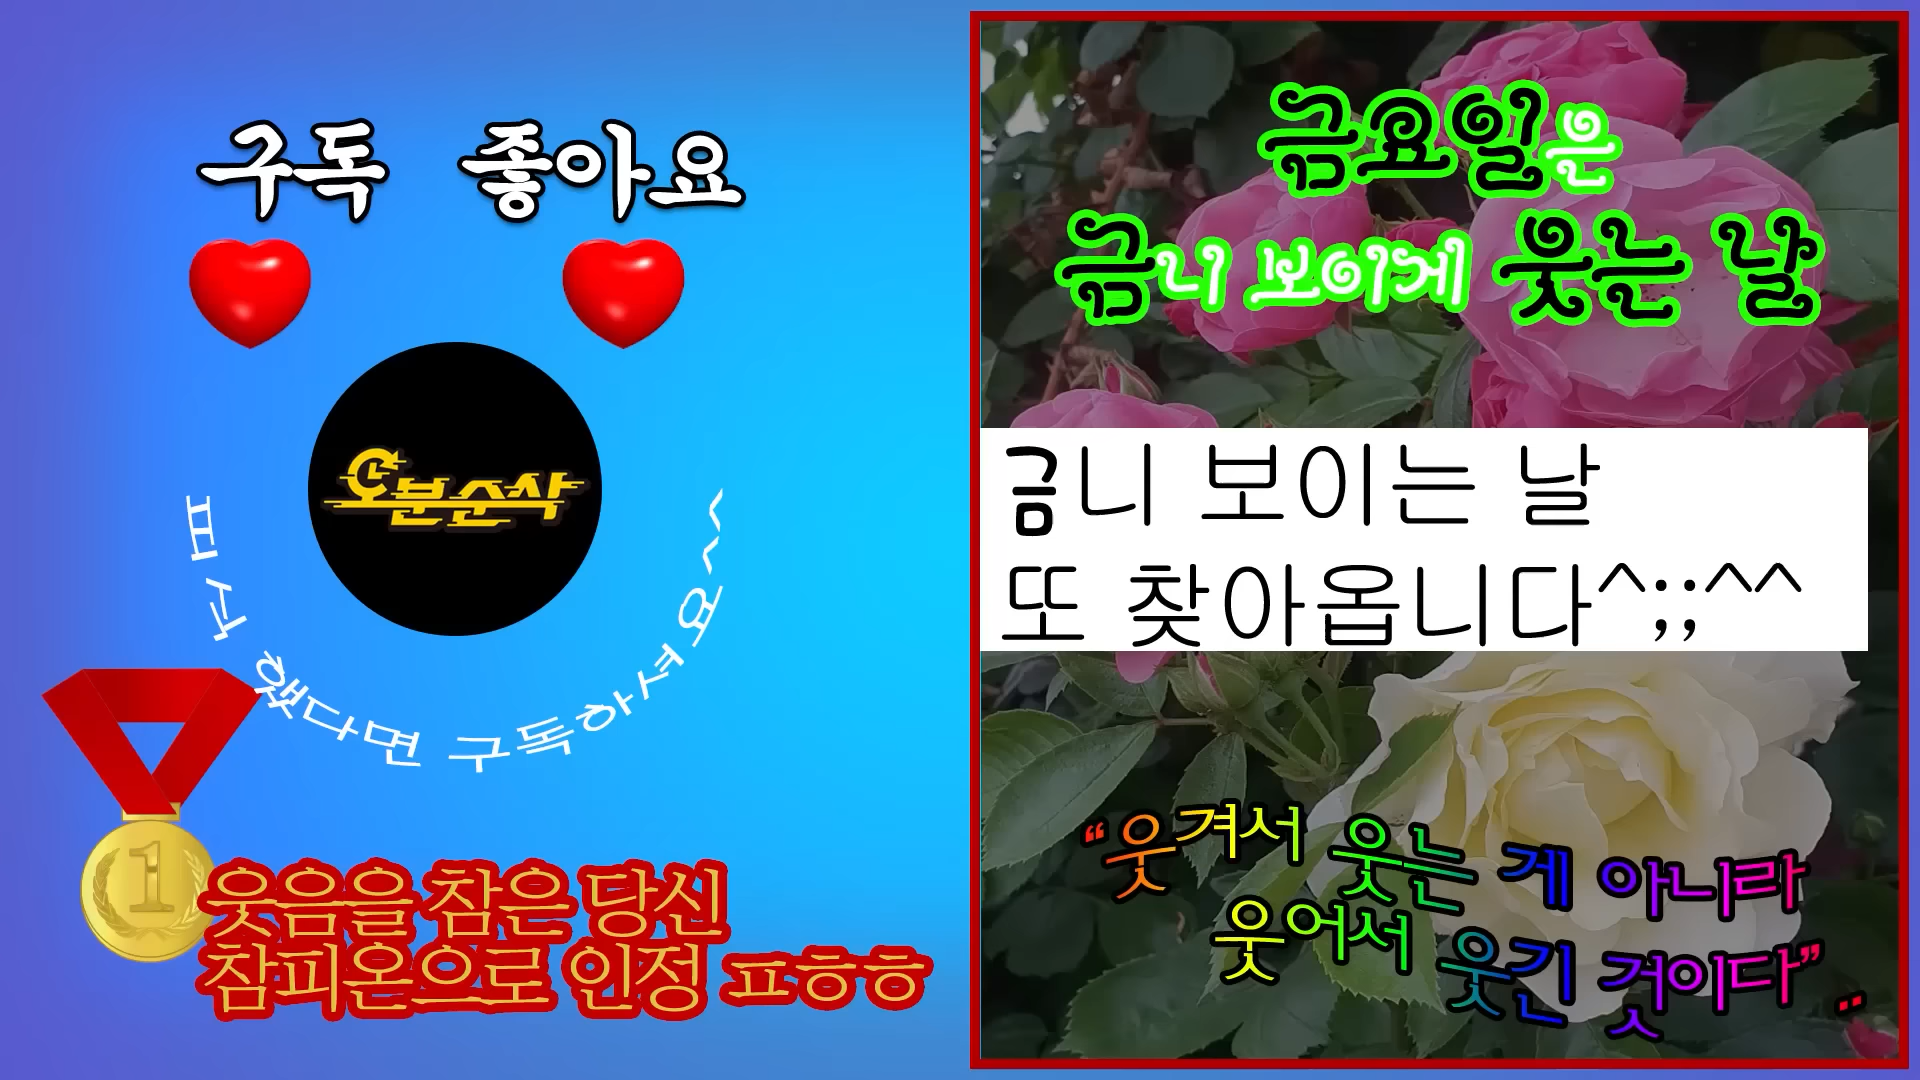 구독 좋아요
오분순삭
피식 했다면 구독하셔요^^
웃음을 참은 당신
참피온으로 인정 ㅍㅎㅎ
금요일은
금니 보이게 웃는 날
금니 보이는 날
또 찾아옵니다^;;^^
“웃겨서 웃는 게 아니라
웃어서 웃긴 것이다”..
1